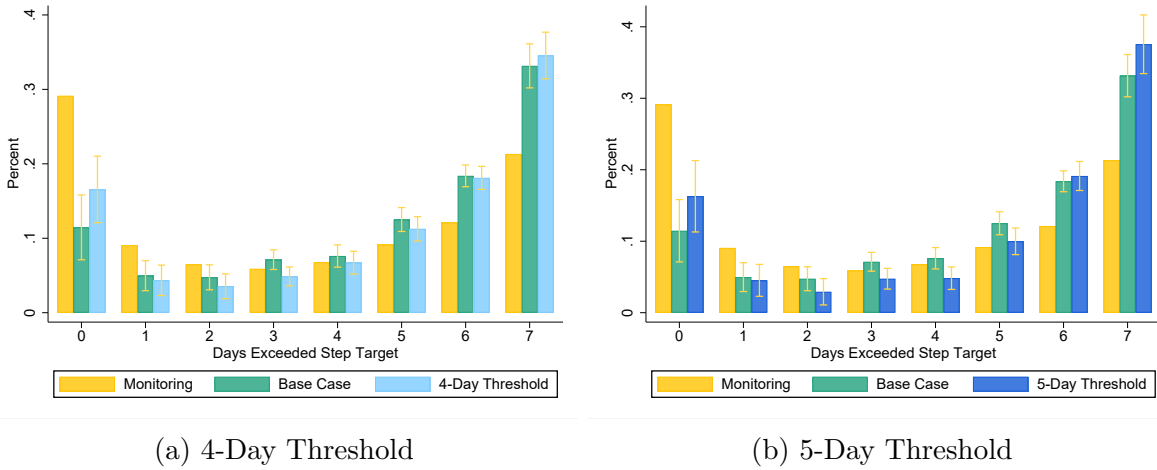 .4
.3
.2
.1
0
Percent
0 1 2 3 4 5 6 7
Days Exceeded Step Target
Monitoring Base Case 4-Day Threshold
(a) 4-Day Threshold
.4
.3
.2
.1
0
Percent
0 1 2 3 4 5 6 7
Days Exceeded Step Target
Monitoring Base Case 5-Day Threshold
(b) 5-Day Threshold